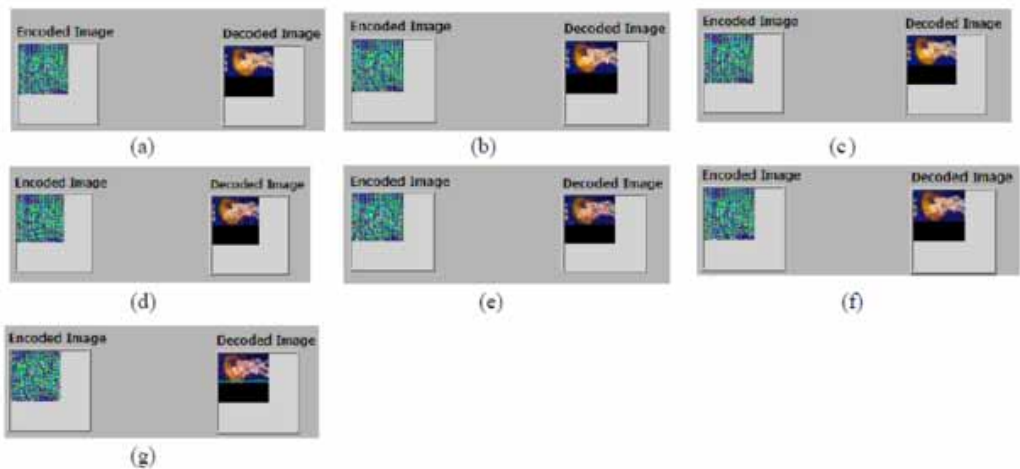 Encoded Image Decoded Image
(a)
Encoded Image Decoded Image
(b)
Encoded Image Decoded Image
(c)
Encoded Image Decoded Image
(d)
Encoded Image Decoded Image
(e)
Encoded Image Decoded Image
(f)
Encoded Image Decoded Image
(g)